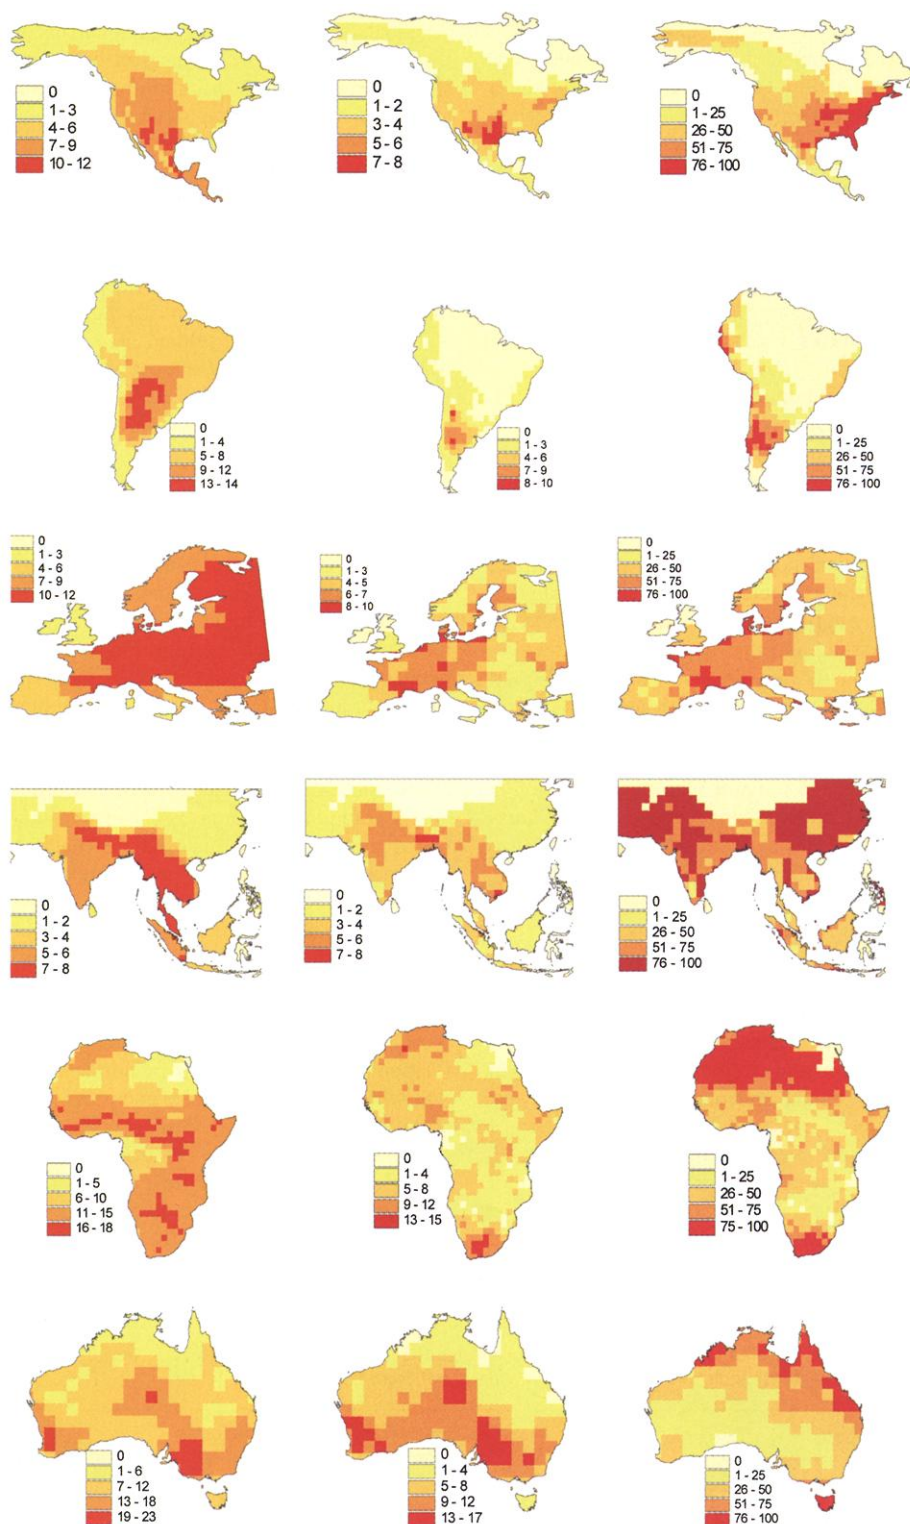 0
1 - 3
4 - 6
7 - 9
10 - 12
0
1 - 2
3 - 4
5 - 6
7 - 8
0
1 - 25
26 - 50
51 - 75
76 - 100
0
1 - 4
5 - 8
9 - 12
13 - 14
0
1 - 3
4 - 6
7 - 9
8 - 10
0
1 - 25
26 - 50
51 - 75
76 - 100
0
1 - 3
4 - 6
7 - 9
10 - 12
0
1 - 3
4 - 5
6 - 7
8 - 10
0
1 - 25
26 - 50
51 - 75
76 - 100
0
1 - 2
3 - 4
5 - 6
7 - 8
0
1 - 2
3 - 4
5 - 6
7 - 8
0
1 - 25
26 - 50
51 - 75
76 - 100
0
1 - 5
6 - 10
11 - 15
16 - 18
0
1 - 4
5 - 8
9 - 12
13 - 15
0
1 - 25
26 - 50
51 - 75
75 - 100
0
1 - 6
7 - 12
13 - 18
19 - 23
0
1 - 4
5 - 8
9 - 12
13 - 17
0
1 - 25
26 - 50
51 - 75
76 - 100